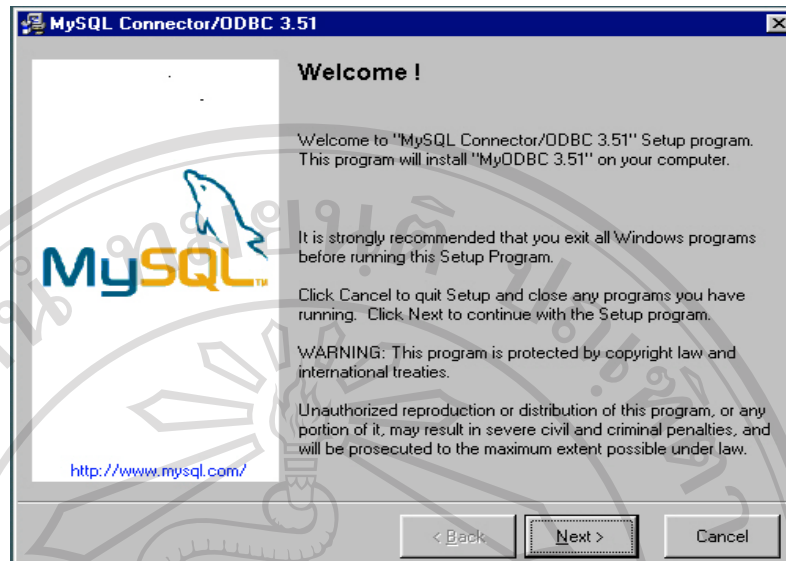 MySQL Connector/ODBC 3.51
Welcome !
Welcome to "MySQL Connector/ODBC 3.51" Setup program.
This program will install "MyODBC 3.51" on your computer.
It is strongly recommended that you exit all Windows programs
before running this Setup Program.
Click Cancel to quit Setup and close any programs you have
running. Click Next to continue with the Setup program.
WARNING: This program is protected by copyright law and
international treaties.
Unauthorized reproduction or distribution of this program, or any
portion of it, may result in severe civil and criminal penalties, and
will be prosecuted to the maximum extent possible under law.
MySQL™
http://www.mysql.com/
< Back
Next >
Cancel